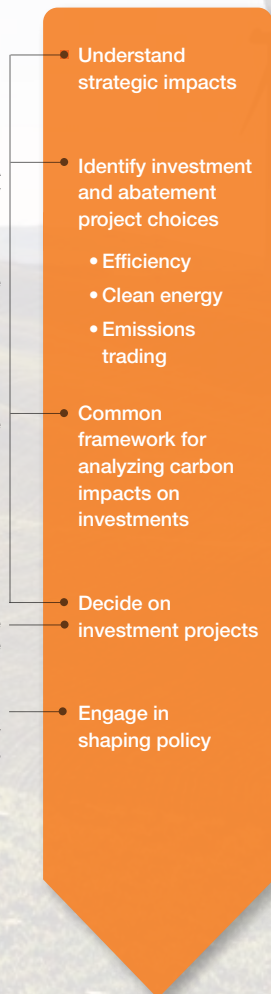 Understand
strategic impacts
Identify investment
and abatement
project choices
• Efficiency
• Clean energy
• Emissions
trading
Common
framework for
analyzing carbon
impacts on
investments
Decide on
investment projects
Engage in
shaping policy